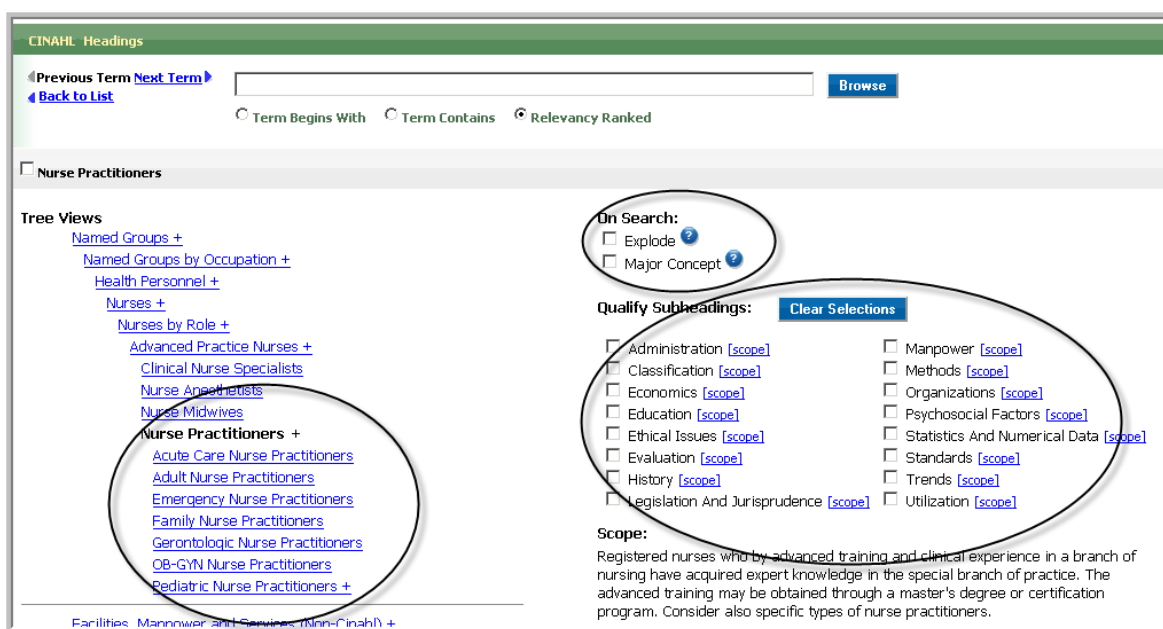 CINAHL Headings
Previous Term Next Term
Back to List
Browse
Term Begins With Term Contains Relevancy Ranked
Nurse Practitioners
Tree Views
Named Groups +
Named Groups by Occupation +
Health Personnel +
Nurses +
Nurses by Role +
Advanced Practice Nurses +
Clinical Nurse Specialists
Nurse Anesthetists
Nurse Midwives
Nurse Practitioners +
Acute Care Nurse Practitioners
Adult Nurse Practitioners
Emergency Nurse Practitioners
Family Nurse Practitioners
Gerontologic Nurse Practitioners
OB-GYN Nurse Practitioners
Pediatric Nurse Practitioners +
Facilities, Manpower and Services (Non-Cinahl) +
On Search:
Explode ?
Major Concept ?
Qualify Subheadings: Clear Selections
Administration [scope] Manpower [scope]
Classification [scope] Methods [scope]
Economics [scope] Organizations [scope]
Education [scope] Psychosocial Factors [scope]
Ethical Issues [scope] Statistics And Numerical Data [scope]
Evaluation [scope] Standards [scope]
History [scope] Trends [scope]
Legislation And Jurisprudence [scope] Utilization [scope]
Scope:
Registered nurses who by advanced training and clinical experience in a branch of
nursing have acquired expert knowledge in the special branch of practice. The
advanced training may be obtained through a master's degree or certification
program. Consider also specific types of nurse practitioners.